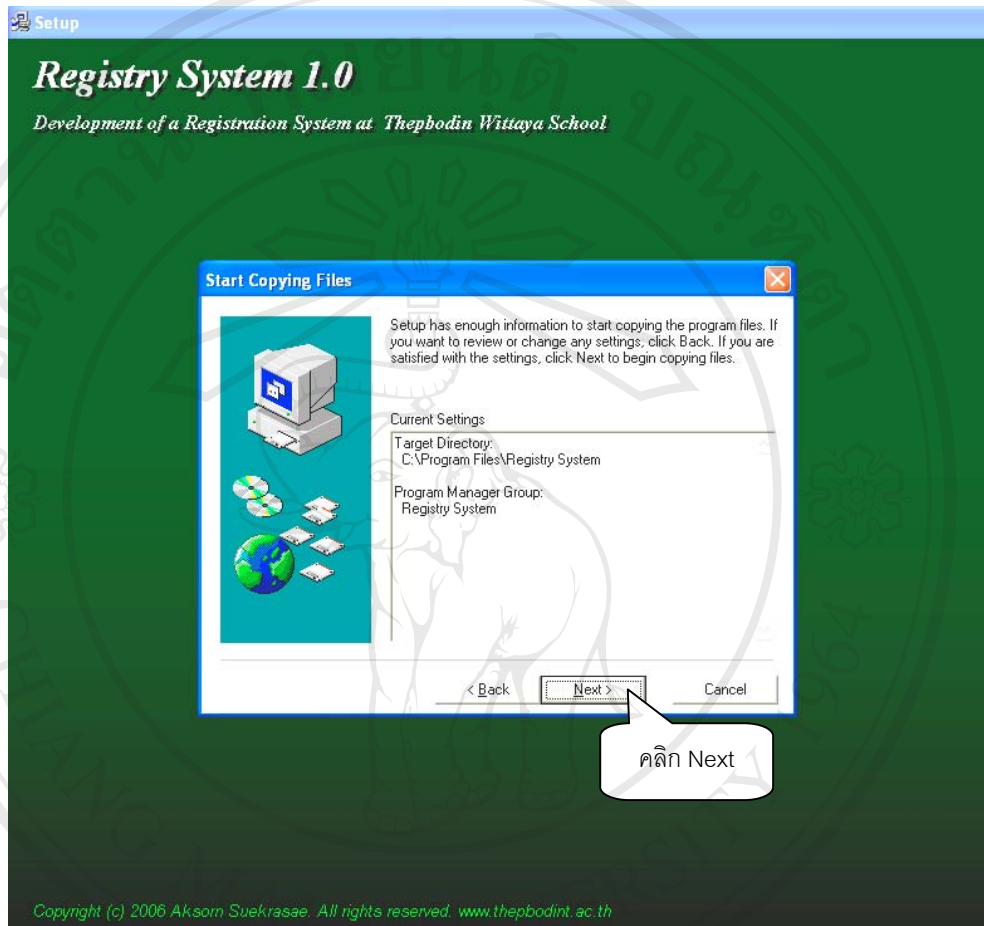 Setup
Registry System 1.0
Development of a Registration System at Thepbodin Wittaya School
Start Copying Files
Setup has enough information to start copying the program files. If
you want to review or change any settings, click Back. If you are
satisfied with the settings, click Next to begin copying files.
Current Settings
Target Directory:
C:\Program Files\Registry System
Program Manager Group:
Registry System
< Back
Next >
Cancel
คลิก Next
Copyright (c) 2006 Aksorn Suekrasae. All rights reserved. www.thepbodint.ac.th